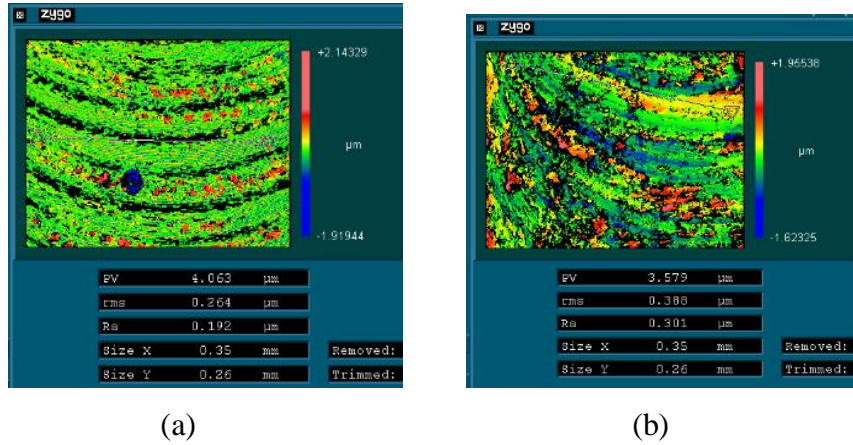 zygo
+2.14329
µm
-1.91944
PV 4.063 µm
rms 0.264 µm
Ra 0.192 µm
Size X 0.35 mm Removed:
Size Y 0.26 mm Trimmed:
(a)
zygo
+1.95538
µm
-1.62325
PV 3.579 µm
rms 0.388 µm
Ra 0.301 µm
Size X 0.35 mm Removed:
Size Y 0.26 mm Trimmed:
(b)